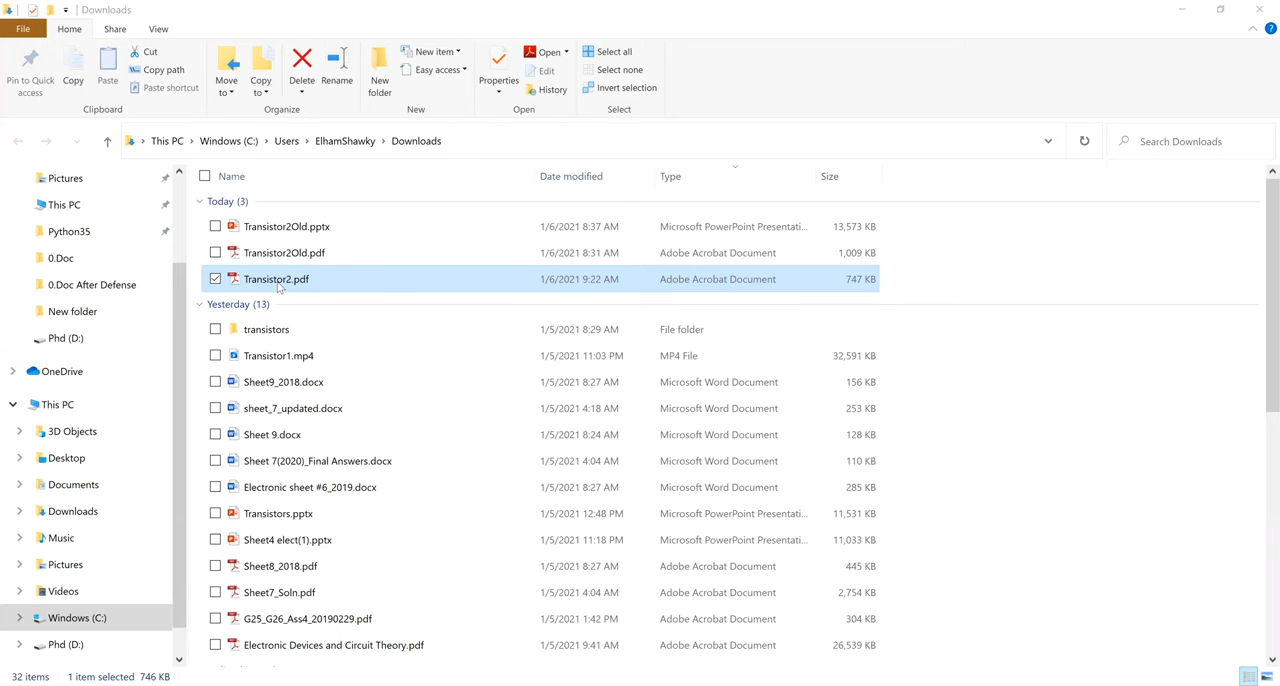 Downloads
File Home Share View
Pin to Quick access
Copy
Paste
Cut
Copy path
Paste shortcut
Clipboard
Move to
Copy to
Delete
Rename
Organize
New folder
New item
Easy access
New
Properties
Open
Edit
History
Open
Select all
Select none
Invert selection
Select
This PC > Windows (C:) > Users > ElhamShawky > Downloads
Search Downloads
Pictures
This PC
Python35
0.Doc
0.Doc After Defense
New folder
Phd (D:)
OneDrive
This PC
3D Objects
Desktop
Documents
Downloads
Music
Pictures
Videos
Windows (C:)
Phd (D:)
Name Date modified Type Size
Today (3)
Transistor2Old.pptx 1/6/2021 8:37 AM Microsoft PowerPoint Presentati... 13,573 KB
Transistor2Old.pdf 1/6/2021 8:31 AM Adobe Acrobat Document 1,009 KB
Transistor2.pdf 1/6/2021 9:22 AM Adobe Acrobat Document 747 KB
Yesterday (13)
transistors 1/5/2021 8:29 AM File folder
Transistor1.mp4 1/5/2021 11:03 PM MP4 File 32,591 KB
Sheet9_2018.docx 1/5/2021 8:27 AM Microsoft Word Document 156 KB
sheet_7_updated.docx 1/5/2021 4:18 AM Microsoft Word Document 253 KB
Sheet 9.docx 1/5/2021 8:24 AM Microsoft Word Document 128 KB
Sheet 7(2020)_Final Answers.docx 1/5/2021 4:04 AM Microsoft Word Document 110 KB
Electronic sheet #6_2019.docx 1/5/2021 8:27 AM Microsoft Word Document 285 KB
Transistors.pptx 1/5/2021 12:48 PM Microsoft PowerPoint Presentati... 11,531 KB
Sheet4 elect(1).pptx 1/5/2021 11:18 PM Microsoft PowerPoint Presentati... 11,033 KB
Sheet8_2018.pdf 1/5/2021 8:27 AM Adobe Acrobat Document 445 KB
Sheet7_Soln.pdf 1/5/2021 4:04 AM Adobe Acrobat Document 2,754 KB
G25_G26_Ass4_20190229.pdf 1/5/2021 1:42 PM Adobe Acrobat Document 304 KB
Electronic Devices and Circuit Theory.pdf 1/5/2021 9:41 AM Adobe Acrobat Document 26,539 KB
32 items 1 item selected 746 KB